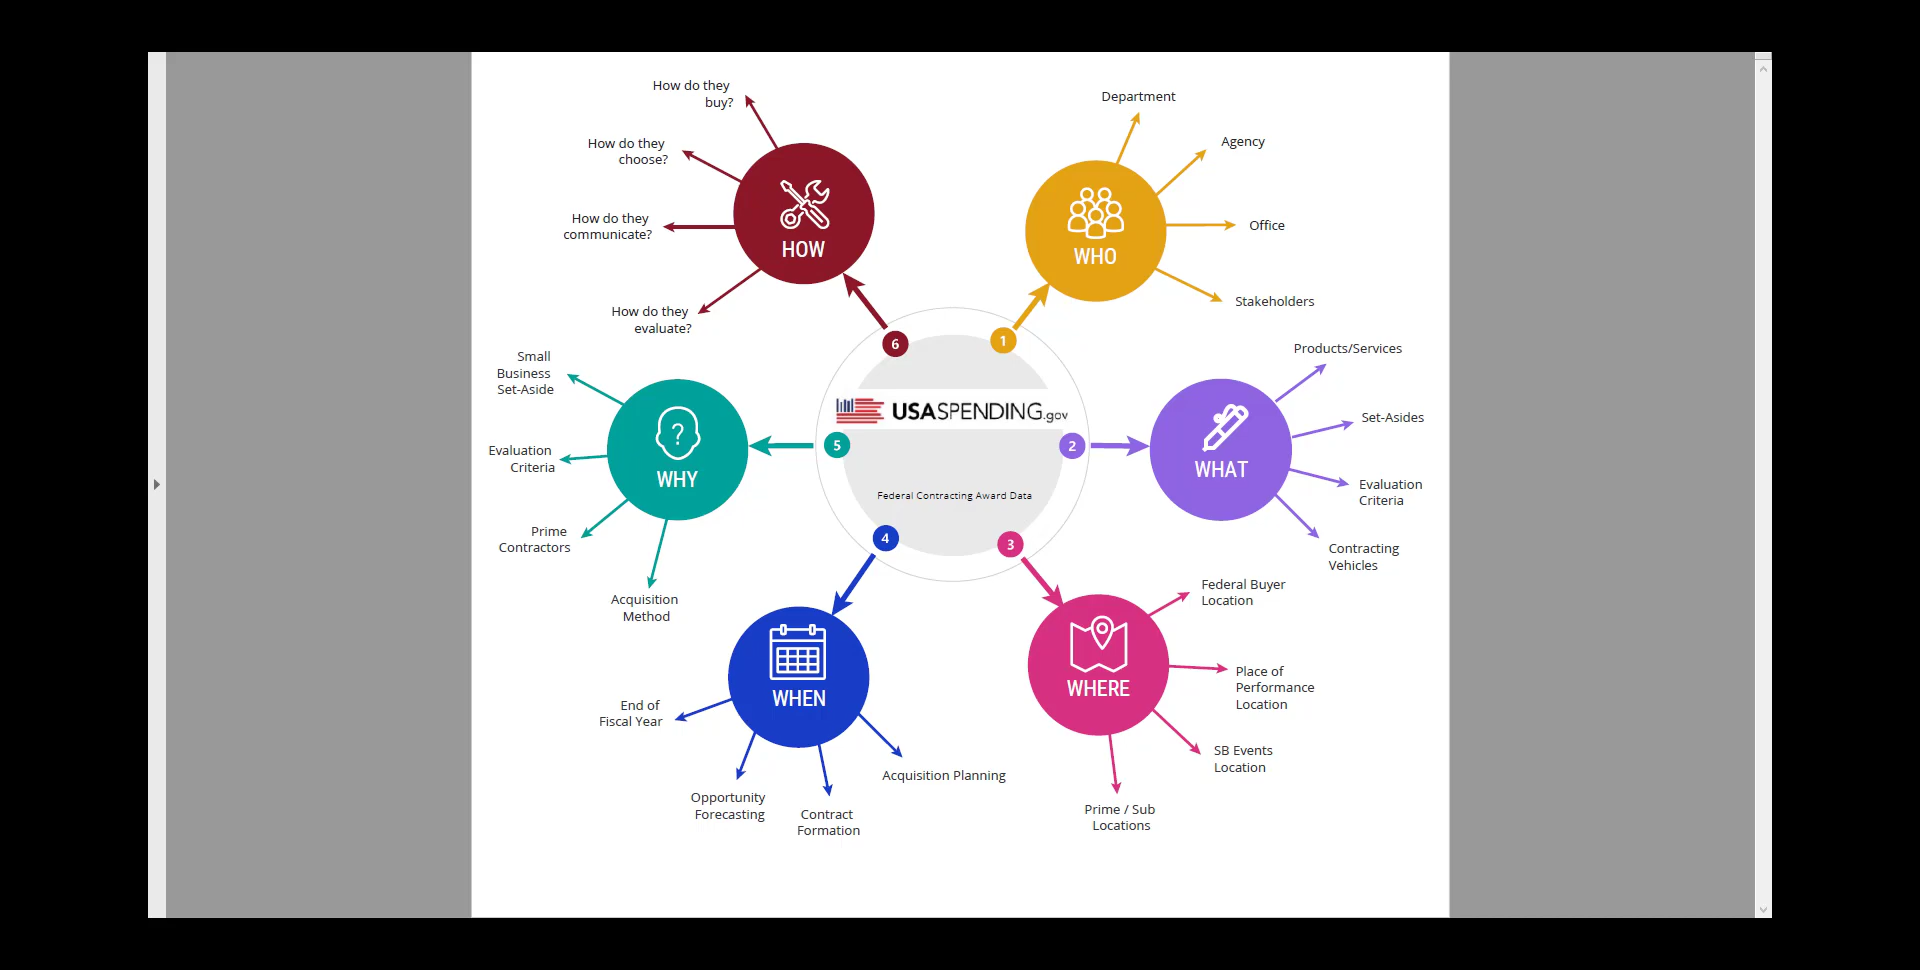 How do they
buy?
How do they
choose?
How do they
communicate?
How do they
evaluate?
HOW
6
Department
Agency
Office
Stakeholders
WHO
1
Products/Services
Set-Asides
Evaluation
Criteria
Contracting
Vehicles
WHAT
2
USASPENDING.gov
Federal Contracting Award Data
Small
Business
Set-Aside
Evaluation
Criteria
Prime
Contractors
Acquisition
Method
?
WHY
5
4
WHEN
End of
Fiscal Year
Opportunity
Forecasting
Contract
Formation
Acquisition Planning
3
WHERE
Federal Buyer
Location
Place of
Performance
Location
SB Events
Location
Prime / Sub
Locations